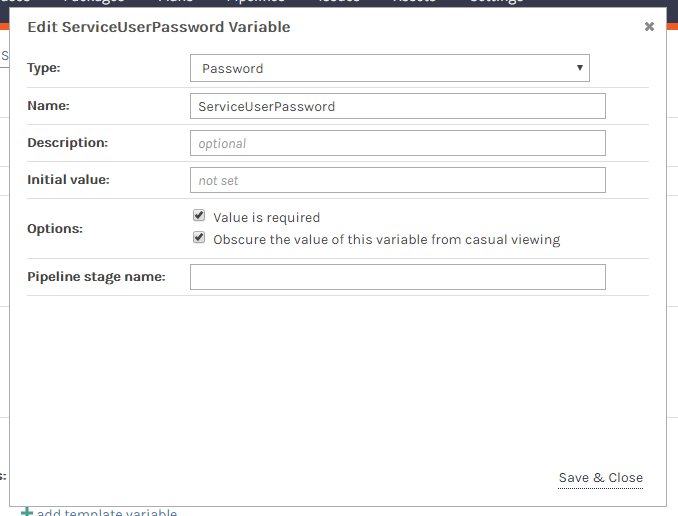 Edit ServiceUserPassword Variable
Type:
Password
Name:
ServiceUserPassword
Description:
optional
Initial value:
not set
Options:
Value is required
Obscure the value of this variable from casual viewing
Pipeline stage name:
Save & Close
add template variable